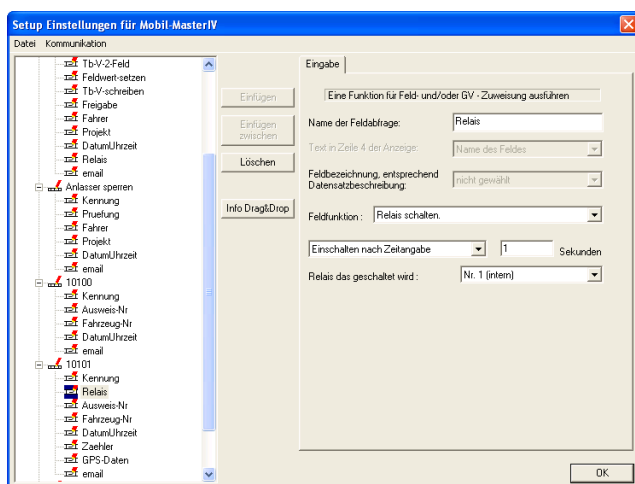 Setup Einstellungen für Mobil-MasterIV
Datei Kommunikation
Tb-V-2-Feld
Feldwert-setzen
Tb-V-schreiben
Freigabe
Fahrer
Projekt
DatumUhrzeit
Relais
email
Anlasser sperren
Kennung
Pruefung
Fahrer
Projekt
DatumUhrzeit
email
10100
Kennung
Ausweis-Nr
Fahrzeug-Nr
DatumUhrzeit
email
10101
Kennung
Relais
Ausweis-Nr
Fahrzeug-Nr
DatumUhrzeit
Zaehler
GPS-Daten
email
Einfügen
Einfügen
zwischen
Löschen
Info Drag&Drop
Eingabe
Eine Funktion für Feld- und/oder GV - Zuweisung ausführen
Name der Feldabfrage: Relais
Text in Zeile 4 der Anzeige: Name des Feldes
Feldbezeichnung, entsprechend
Datensatzbeschreibung: nicht gewählt
Feldfunktion : Relais schalten.
Einschalten nach Zeitangabe 1 Sekunden
Relais das geschaltet wird : Nr. 1 (intern)
OK